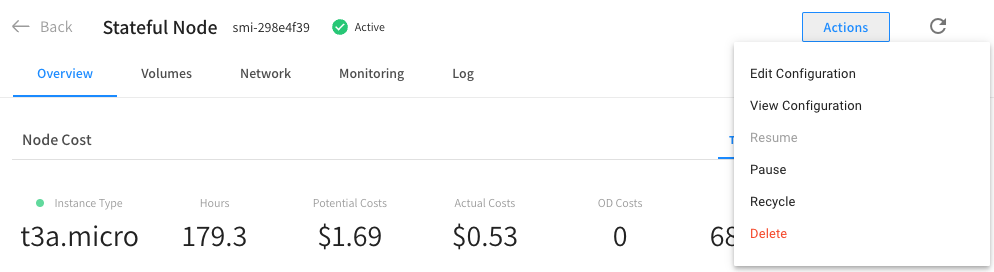 Back Stateful Node smi-298e4f39 Active Actions
Overview Volumes Network Monitoring Log
Edit Configuration
View Configuration
Resume
Pause
Recycle
Delete
Node Cost
Instance Type Hours Potential Costs Actual Costs OD Costs
t3a.micro 179.3 $1.69 $0.53 0 68